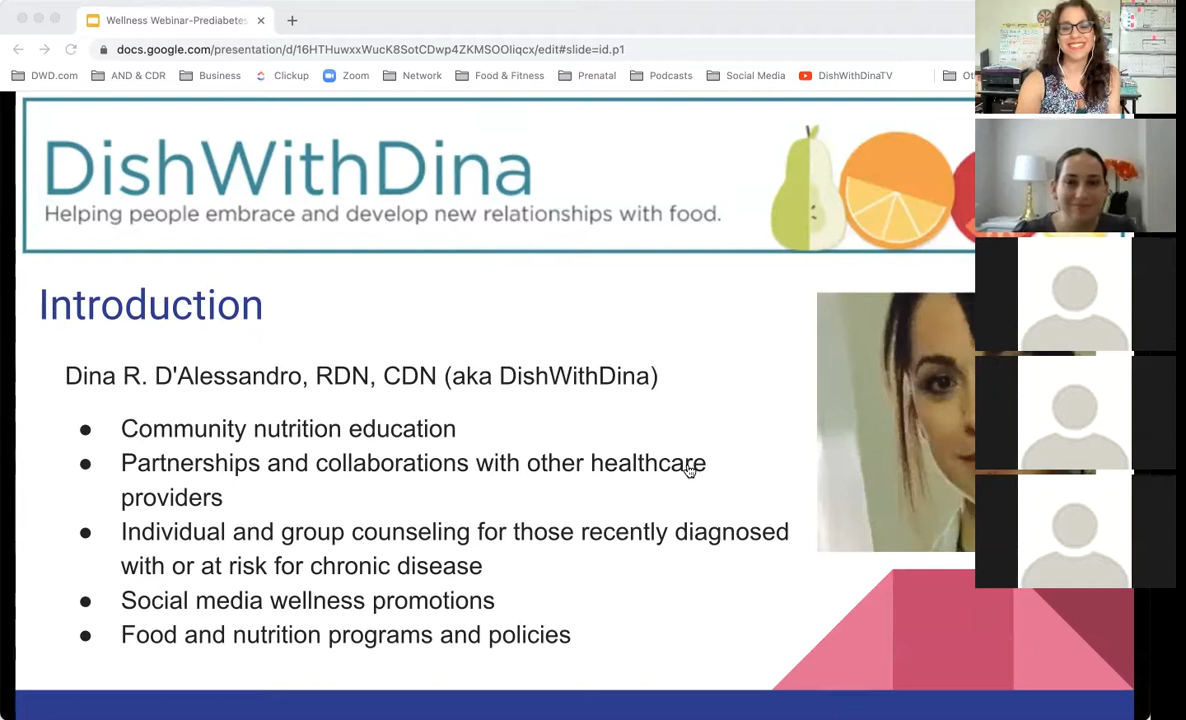 Wellness Webinar-Prediabetes
docs.google.com/presentation/d/16HTHuwxxWucK8SotCDwp4ZKMSOOliqcx/edit#slide=id.p1
DWD.com AND & CDR Business Clickup Zoom Network Food & Fitness Prenatal Podcasts Social Media DishWithDinaTV
DishWithDina
Helping people embrace and develop new relationships with food.
Introduction
Dina R. D'Alessandro, RDN, CDN (aka DishWithDina)
● Community nutrition education
● Partnerships and collaborations with other healthcare
providers
● Individual and group counseling for those recently diagnosed
with or at risk for chronic disease
● Social media wellness promotions
● Food and nutrition programs and policies